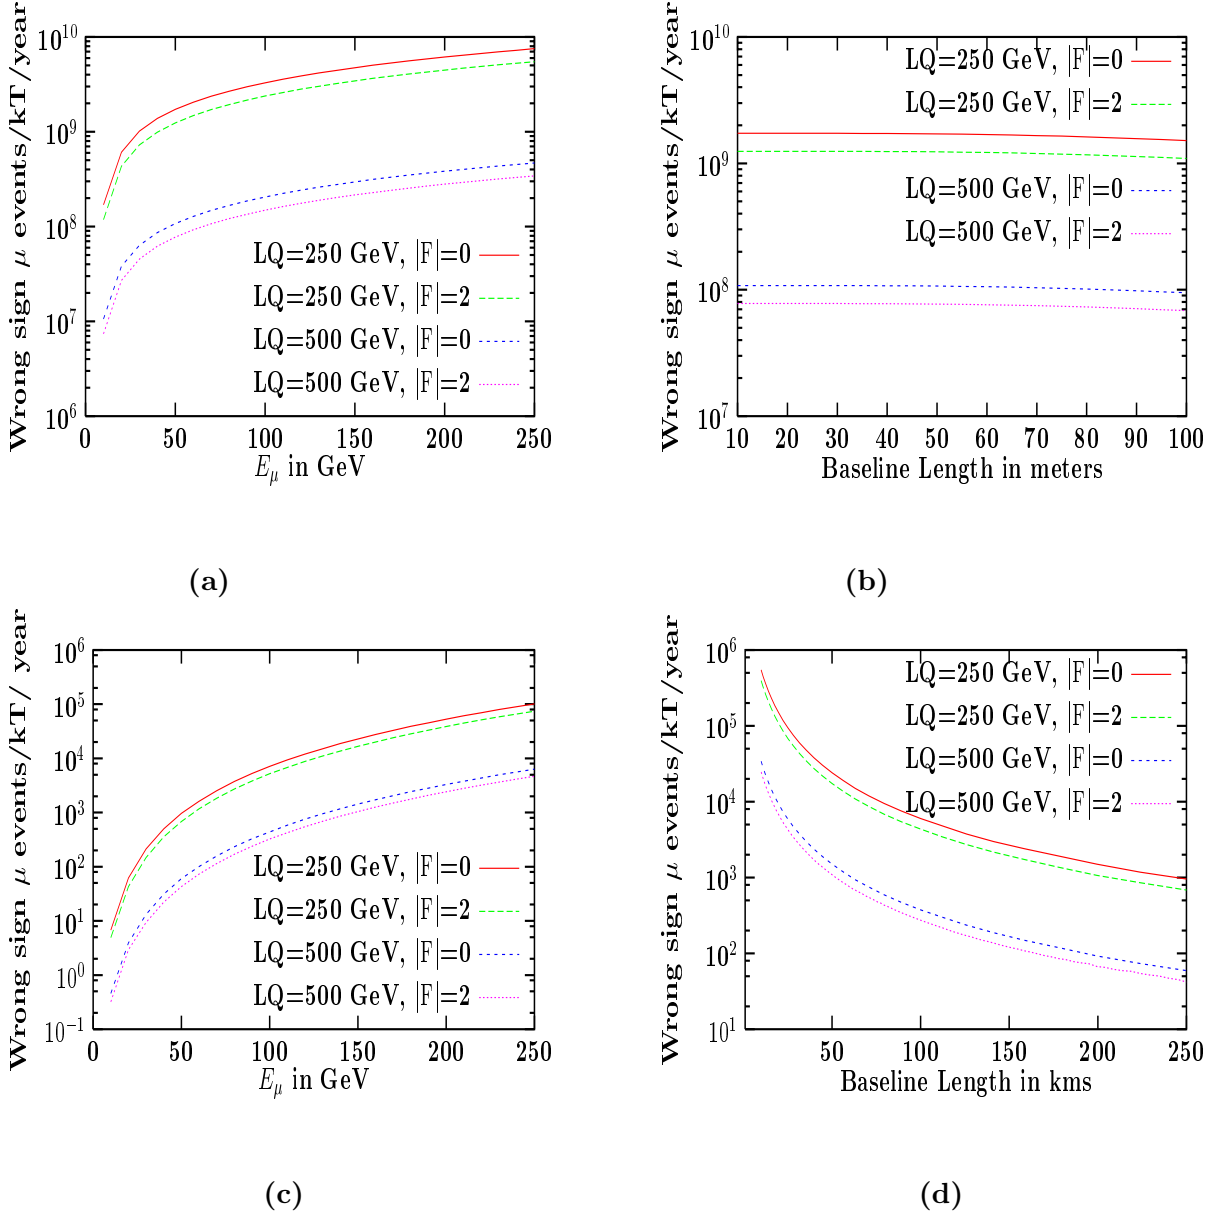 Wrong sign μ events/kT/year
10^10
10^9
10^8
10^7
10^6
LQ=250 GeV, |F|=0
LQ=250 GeV, |F|=2
LQ=500 GeV, |F|=0
LQ=500 GeV, |F|=2
0 50 100 150 200 250
E_μ in GeV
(a)
Wrong sign μ events/kT/year
10^10
10^9
10^8
10^7
LQ=250 GeV, |F|=0
LQ=250 GeV, |F|=2
LQ=500 GeV, |F|=0
LQ=500 GeV, |F|=2
10 20 30 40 50 60 70 80 90 100
Baseline Length in meters
(b)
Wrong sign μ events/kT/ year
10^6
10^5
10^4
10^3
10^2
10^1
10^0
10^−1
LQ=250 GeV, |F|=0
LQ=250 GeV, |F|=2
LQ=500 GeV, |F|=0
LQ=500 GeV, |F|=2
0 50 100 150 200 250
E_μ in GeV
(c)
Wrong sign μ events/kT/year
10^6
10^5
10^4
10^3
10^2
10^1
LQ=250 GeV, |F|=0
LQ=250 GeV, |F|=2
LQ=500 GeV, |F|=0
LQ=500 GeV, |F|=2
50 100 150 200 250
Baseline Length in kms
(d)